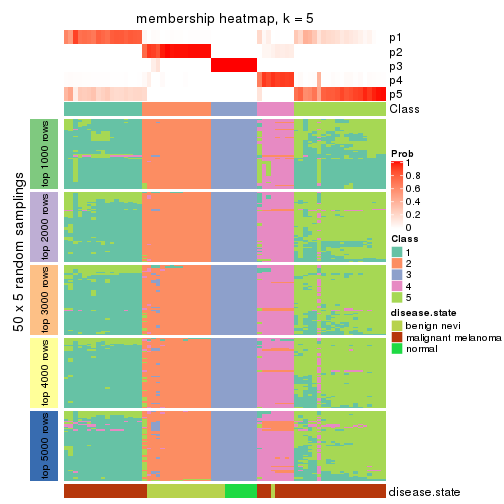 membership heatmap, k = 5
p1
p2
p3
p4
p5
Class
50 x 5 random samplings
top 1000 rows
top 2000 rows
top 3000 rows
top 4000 rows
top 5000 rows
Prob
1
0.8
0.6
0.4
0.2
0
Class
1
2
3
4
5
disease.state
benign nevi
malignant melanoma
normal
disease.state